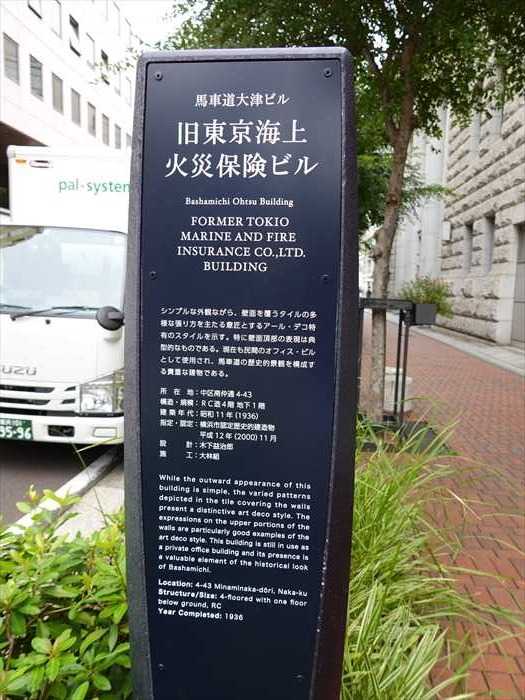 馬車道大津ビル
旧東京海上
火災保険ビル
Bashamichi Ohtsu Building
FORMER TOKIO
MARINE AND FIRE
INSURANCE CO.,LTD.
BUILDING
シンプルな外観ながら、壁面を覆うタイルの多
様な張り方を主たる意匠とするアール・デコ特
有のスタイルを示す。特に壁面頂部の表現は典
型的なものである。現在も民間のオフィス・ビル
として使用され、馬車道の歴史的景観を構成す
る貴重な建物である。
所在地:中区南仲通4-43
構造・規模:RC造4階 地下1階
建築年代:昭和11年(1936)
指定・認定:横浜市認定歴史的建造物
平成12年(2000)11月
設計:木下益治郎
施工:大林組
While the outward appearance of this
building is simple, the varied patterns
depicted in the tile covering the walls
present a distinctive art deco style. The
expressions on the upper portions of the
walls are particularly good examples of the
art deco style. This building is still in use as
a private office building and its presence is
a valuable element of the historical look
of Bashamichi.
Location: 4-43 Minaminaka-dôri, Naka-ku
Structure/Size: 4-floored with one floor
below ground, RC
Year Completed: 1936
pal-system